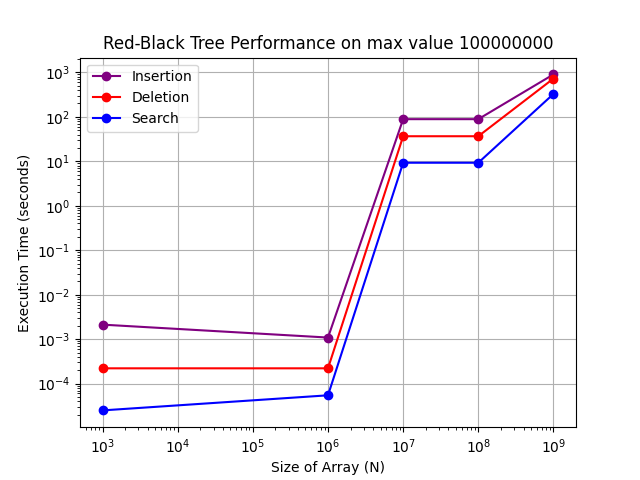 Red-Black Tree Performance on max value 100000000
Insertion
Deletion
Search
Execution Time (seconds)
10³
10²
10¹
10⁰
10⁻¹
10⁻²
10⁻³
10⁻⁴
10³ 10⁴ 10⁵ 10⁶ 10⁷ 10⁸ 10⁹
Size of Array (N)